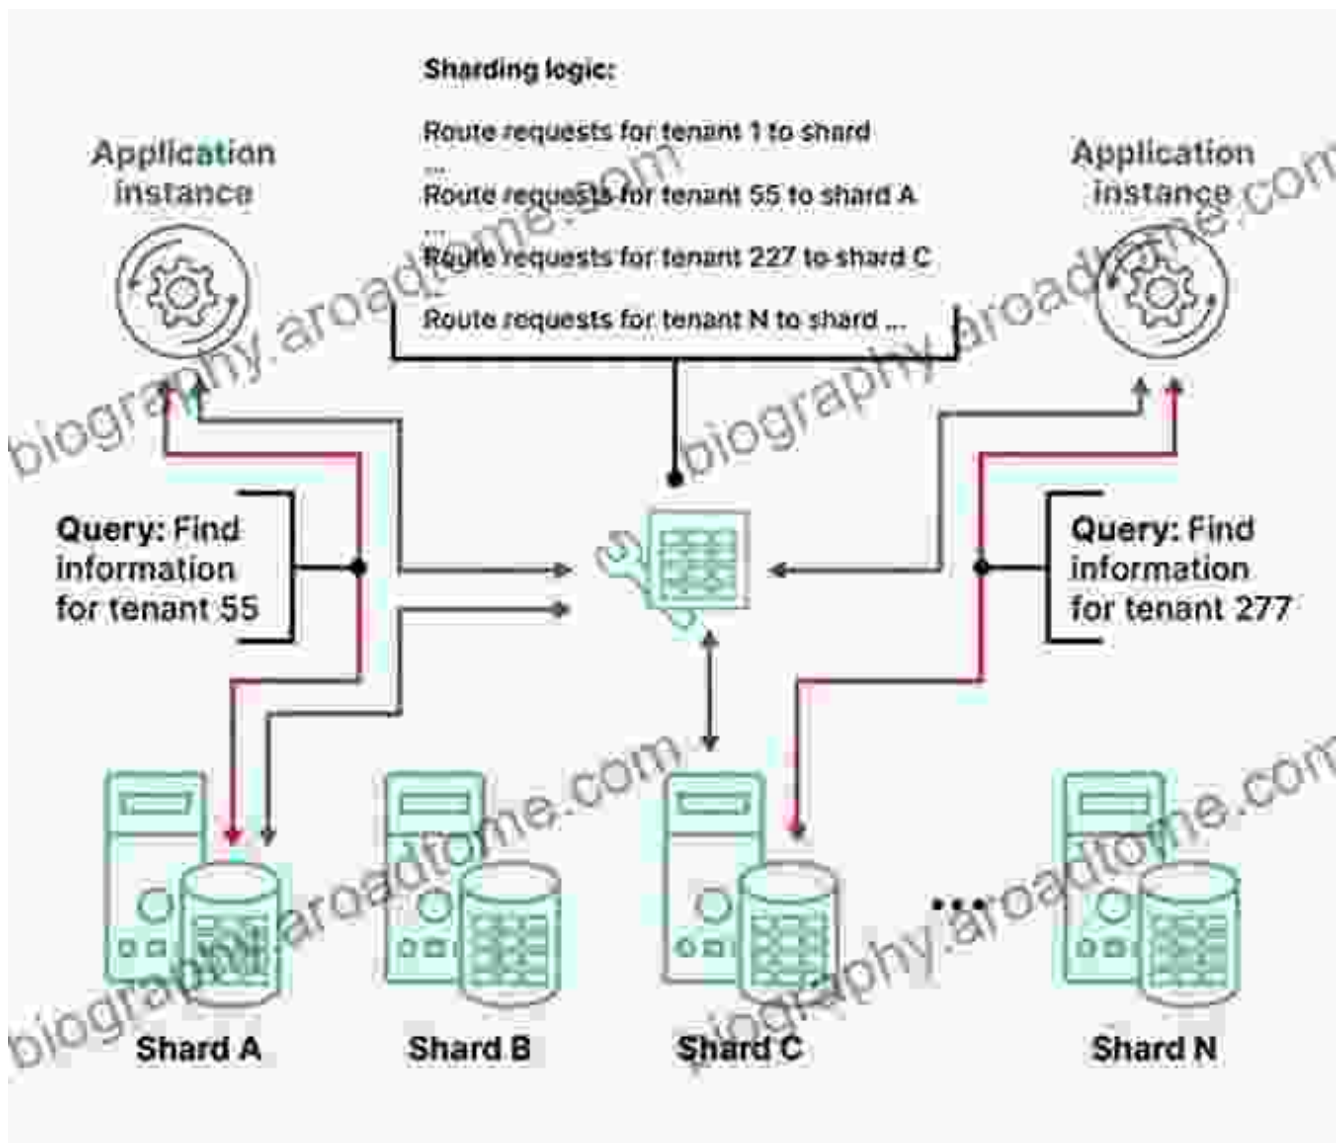 Sharding logic:
Route requests for tenant 1 to shard
...
Route requests for tenant 55 to shard A
...
Route requests for tenant 227 to shard C
Route requests for tenant N to shard ...
Application
instance
Application
instance
Query: Find
information
for tenant 55
Query: Find
information
for tenant 277
...
Shard A
Shard B
Shard C
Shard N
biography.aroadtome.com
biography.aroadtome.com
biography.aroadtome.com
biography.aroadtome.com